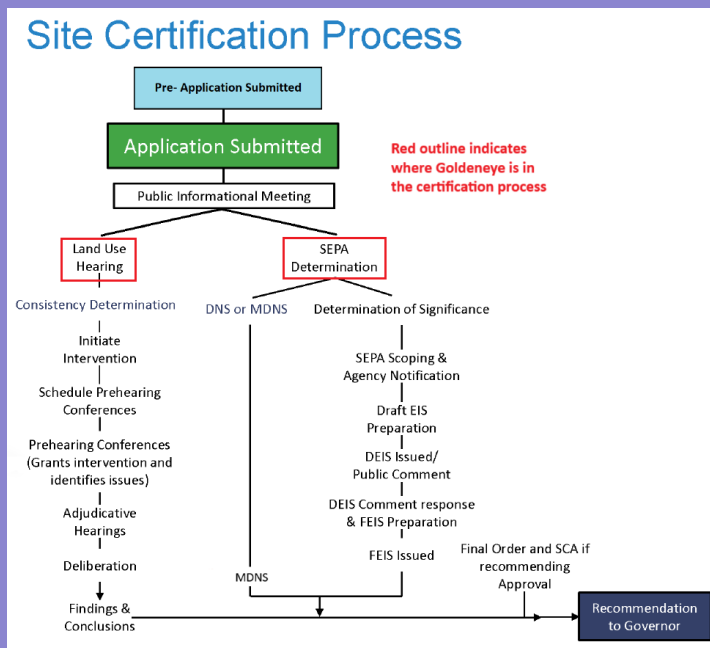 Site Certification Process
Pre- Application Submitted
Application Submitted
Red outline indicates
where Goldeneye is in
the certification process
Public Informational Meeting
Land Use
Hearing
SEPA
Determination
Consistency Determination
DNS or MDNS
Determination of Significance
Initiate
Intervention
SEPA Scoping &
Agency Notification
Schedule Prehearing
Conferences
Draft EIS
Preparation
Prehearing Conferences
(Grants intervention and
identifies issues)
DEIS Issued/
Public Comment
Adjudicative
Hearings
DEIS Comment response
& FEIS Preparation
Deliberation
FEIS Issued
Final Order and SCA if
recommending
Approval
MDNS
Findings &
Conclusions
Recommendation
to Governor